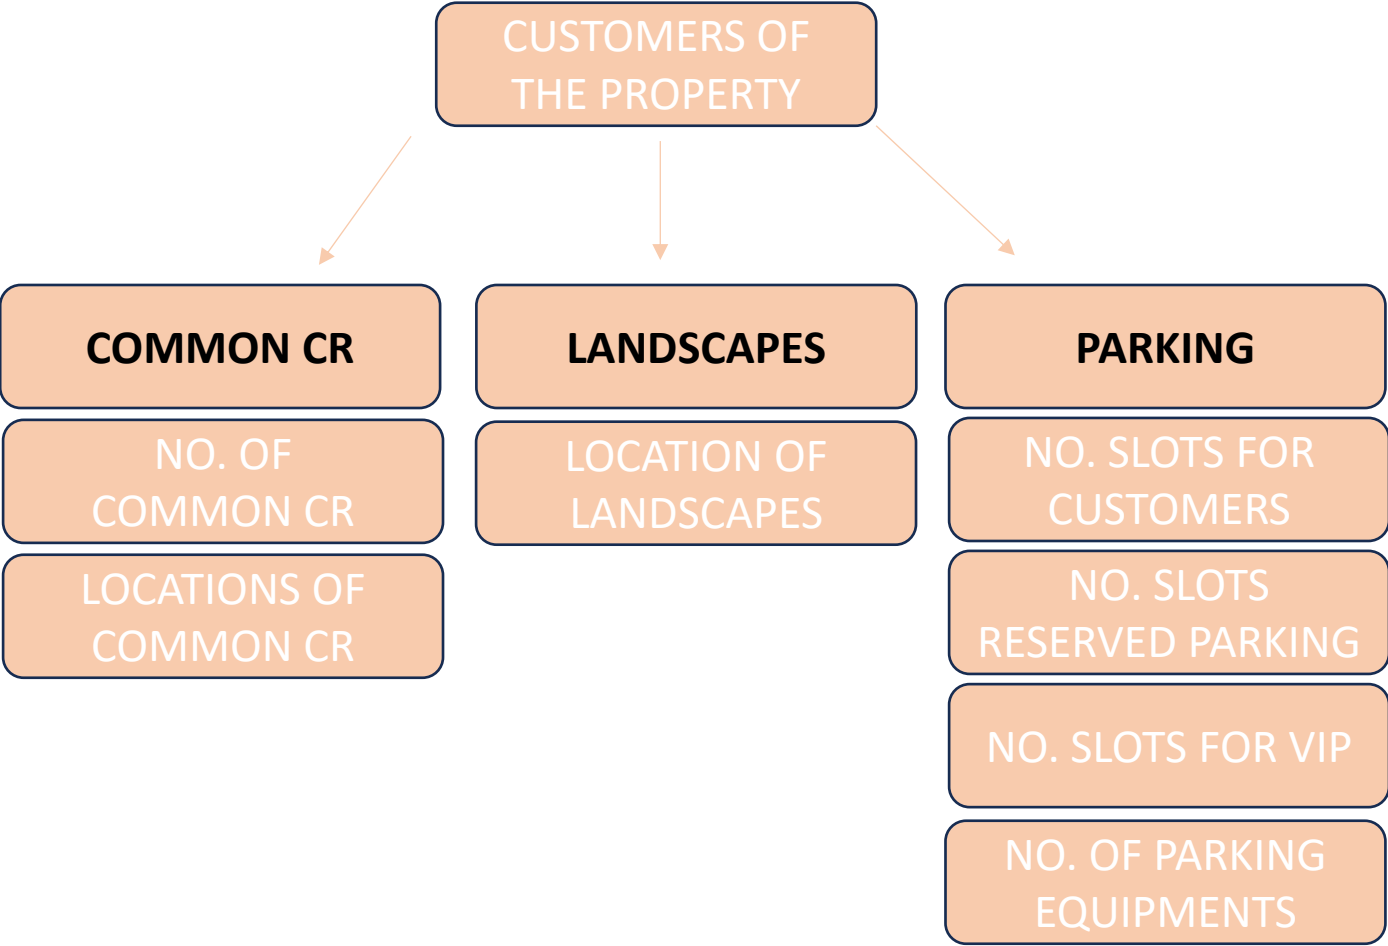 CUSTOMERS OF
THE PROPERTY
COMMON CR
NO. OF
COMMON CR
LOCATIONS OF
COMMON CR
LANDSCAPES
LOCATION OF
LANDSCAPES
PARKING
NO. SLOTS FOR
CUSTOMERS
NO. SLOTS
RESERVED PARKING
NO. SLOTS FOR VIP
NO. OF PARKING
EQUIPMENTS